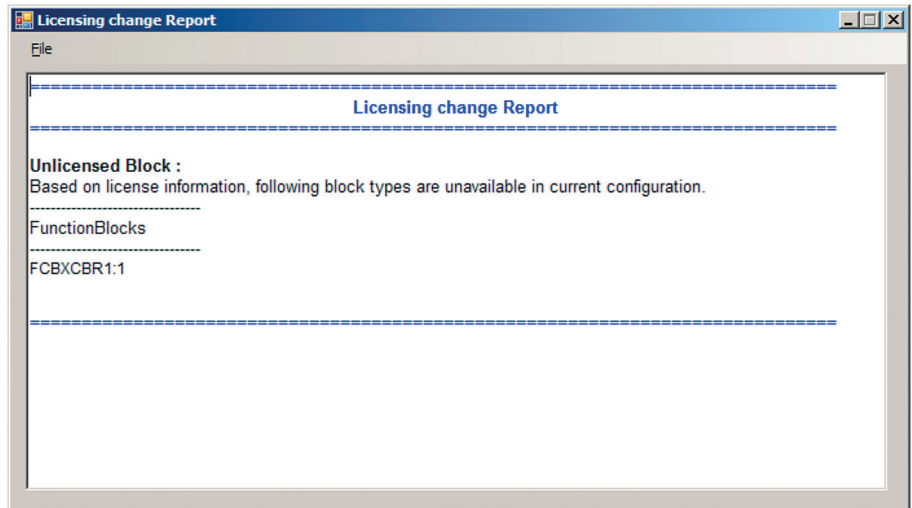 Licensing change Report
File
==============================================================================
Licensing change Report
==============================================================================
Unlicensed Block :
Based on license information, following block types are unavailable in current configuration.
---------------------------------
FunctionBlocks
---------------------------------
FCBXCBR1:1
==============================================================================